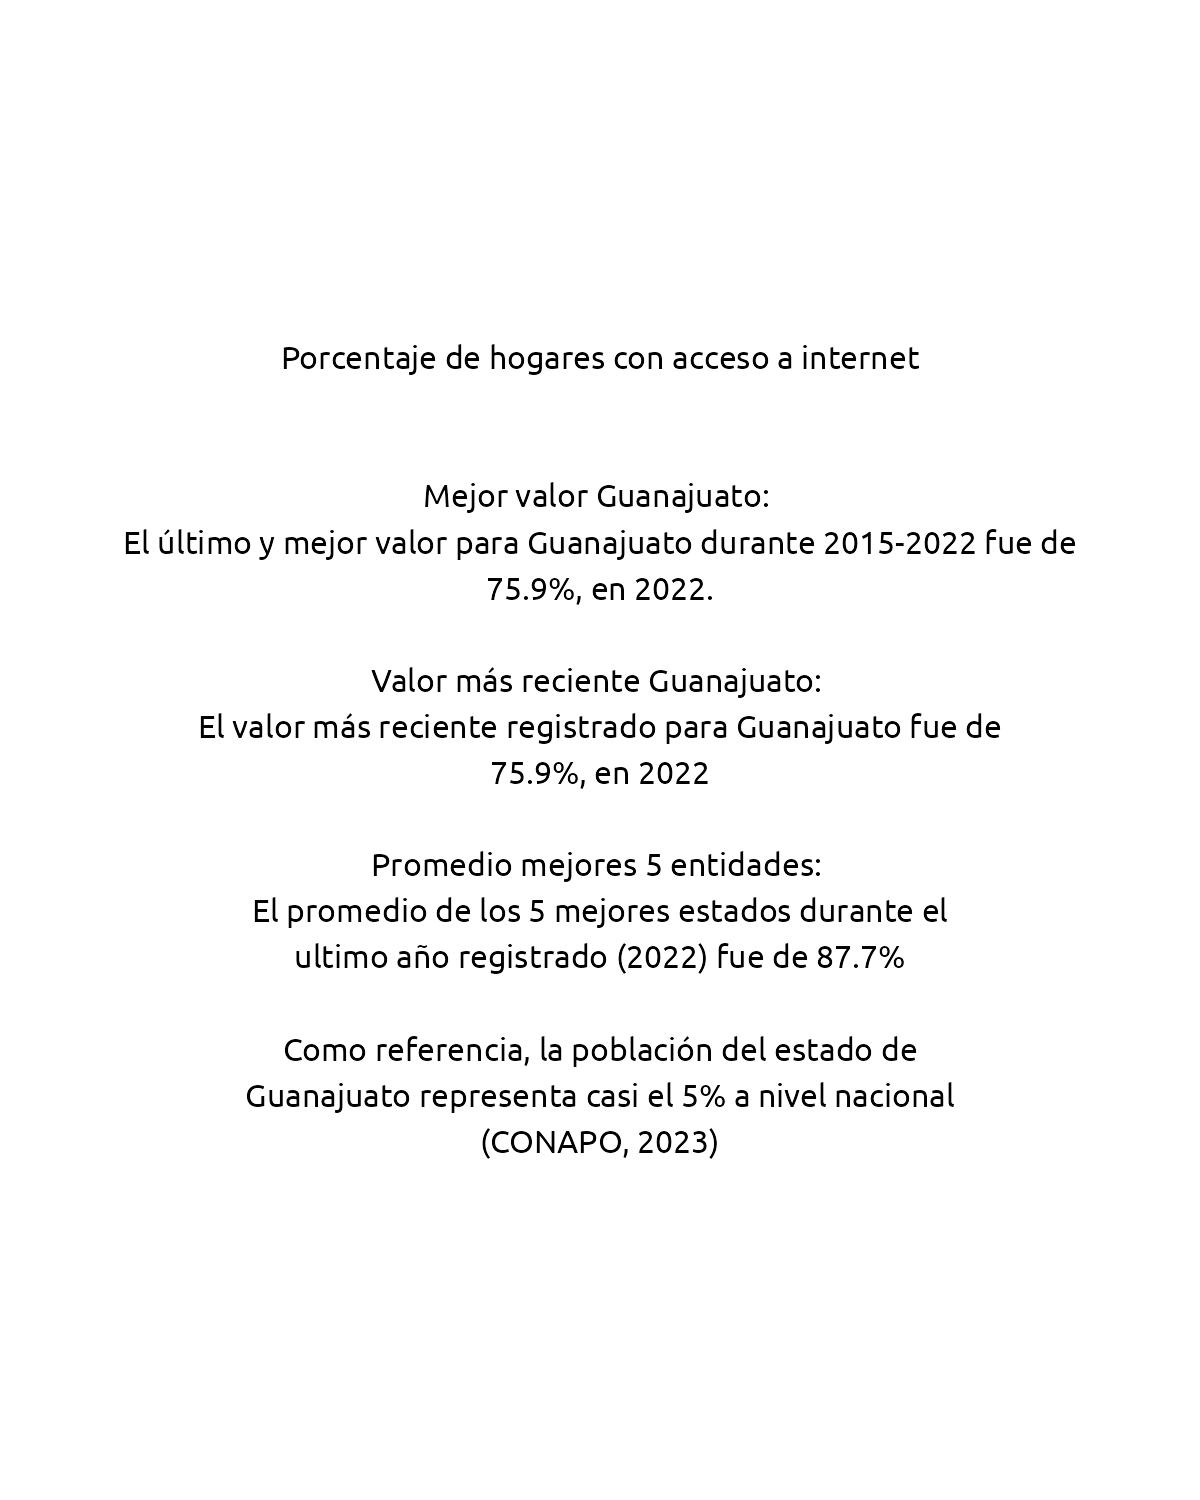 Porcentaje de hogares con acceso a internet
Mejor valor Guanajuato:
El último y mejor valor para Guanajuato durante 2015-2022 fue de
75.9%, en 2022.
Valor más reciente Guanajuato:
El valor más reciente registrado para Guanajuato fue de
75.9%, en 2022
Promedio mejores 5 entidades:
El promedio de los 5 mejores estados durante el
ultimo año registrado (2022) fue de 87.7%
Como referencia, la población del estado de
Guanajuato representa casi el 5% a nivel nacional
(CONAPO, 2023)